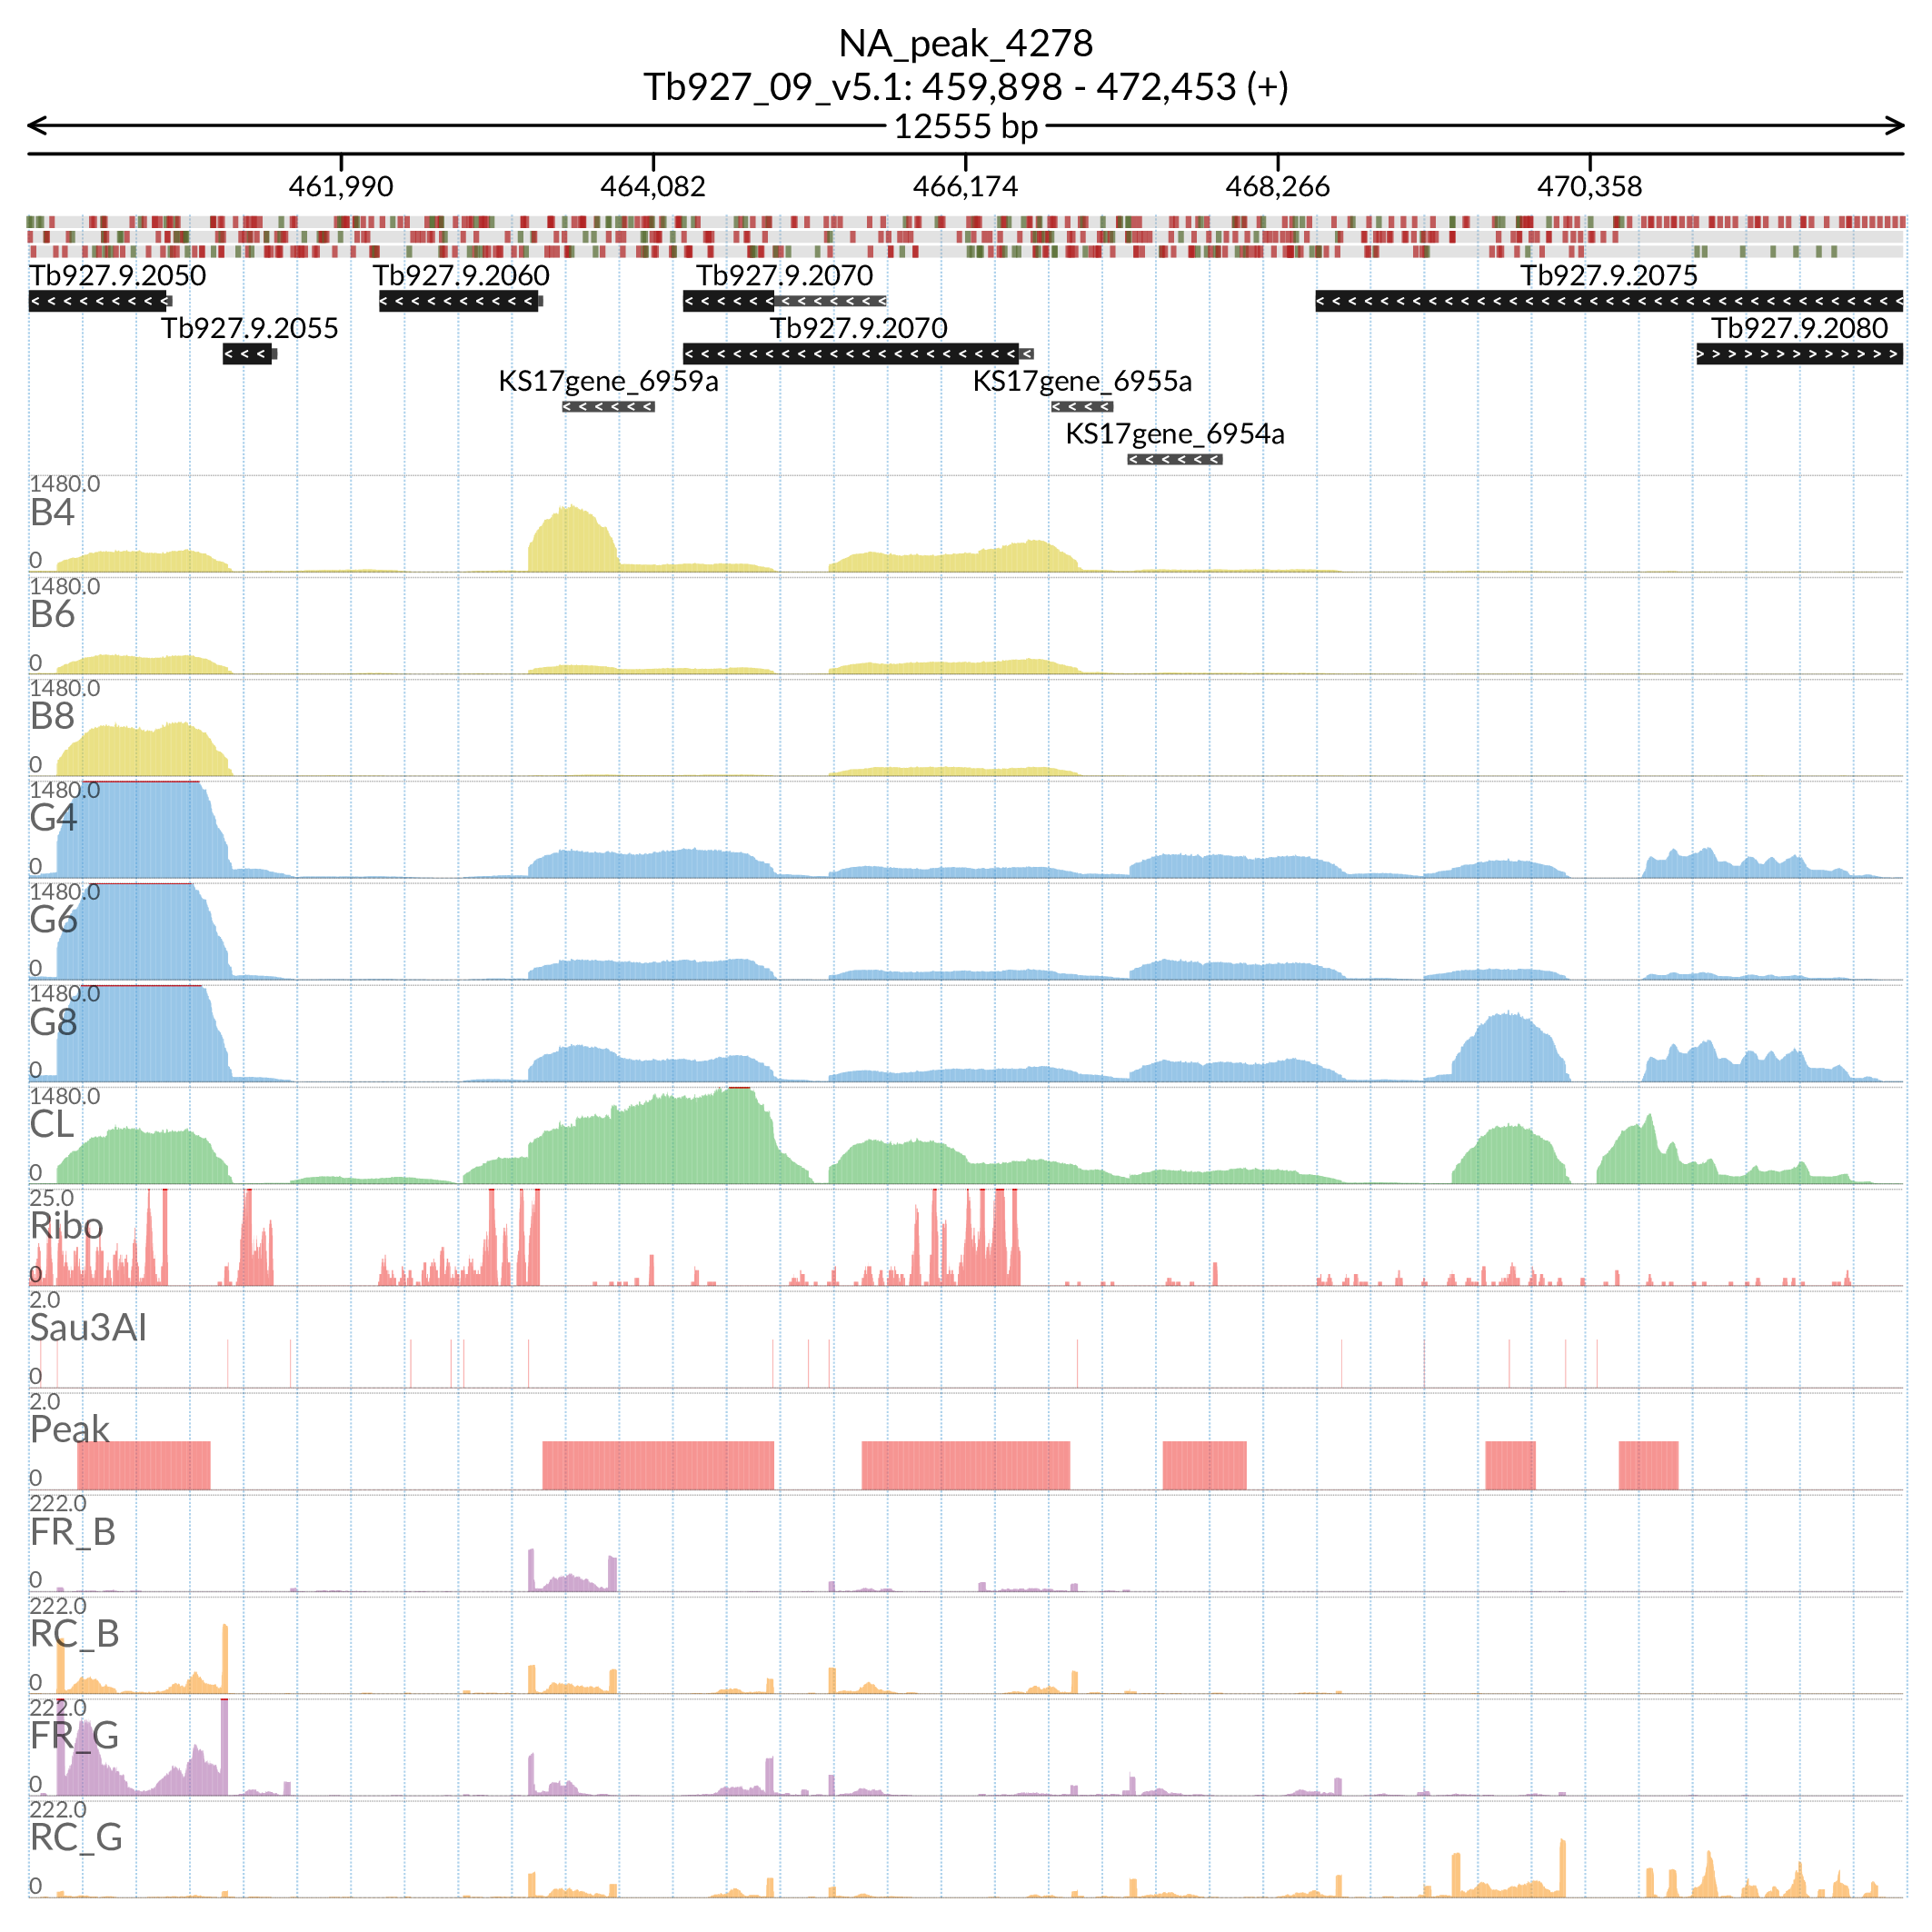 NA_peak_4278
Tb927_09_v5.1: 459,898 - 472,453 (+)
12555 bp
461,990 464,082 466,174 468,266 470,358
Tb927.9.2050 Tb927.9.2060 Tb927.9.2070 Tb927.9.2075
Tb927.9.2055 Tb927.9.2070 Tb927.9.2080
KS17gene_6959a KS17gene_6955a
KS17gene_6954a
1480.0
B4
0
1480.0
B6
0
1480.0
B8
0
1480.0
G4
0
1480.0
G6
0
1480.0
G8
0
1480.0
CL
0
25.0
Ribo
0
2.0
Sau3AI
0
2.0
Peak
0
222.0
FR_B
0
222.0
RC_B
0
222.0
FR_G
0
222.0
RC_G
0